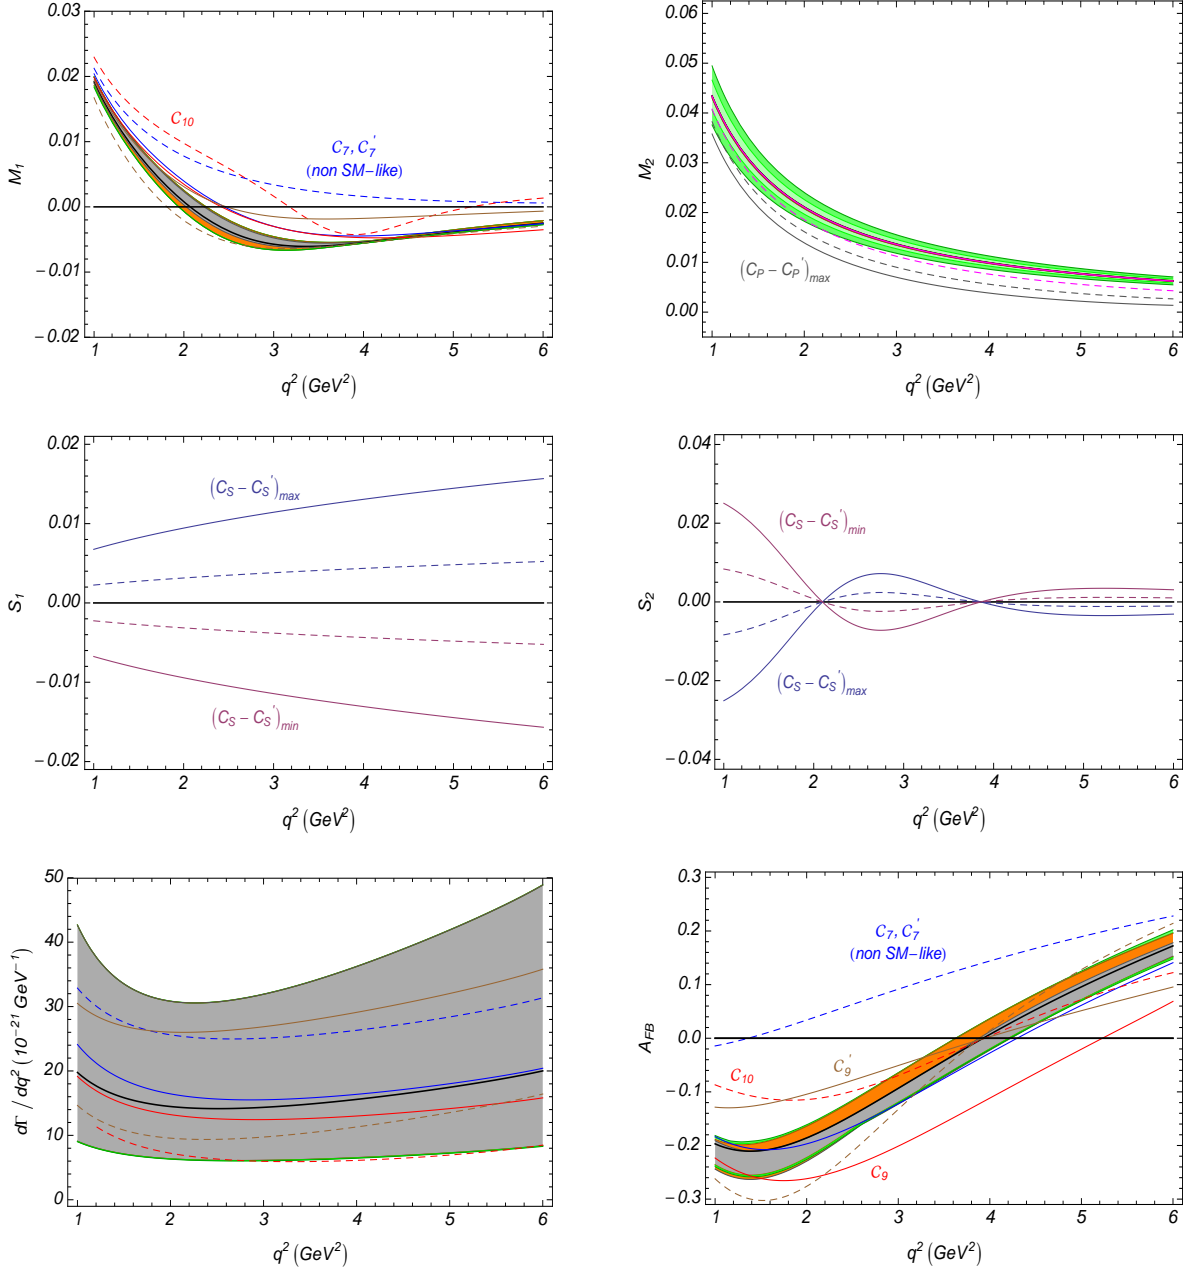 0.03
0.02
0.01
0.00
−0.01
−0.02
M1
C10
C7, C7'
(non SM−like)
1 2 3 4 5 6
q² (GeV²)
0.06
0.05
0.04
0.03
0.02
0.01
0.00
M2
(CP − CP')max
1 2 3 4 5 6
q² (GeV²)
0.02
0.01
0.00
−0.01
−0.02
S1
(CS − CS')max
(CS − CS')min
1 2 3 4 5 6
q² (GeV²)
0.04
0.02
0.00
−0.02
−0.04
S2
(CS − CS')min
(CS − CS')max
1 2 3 4 5 6
q² (GeV²)
50
40
30
20
10
0
dΓ / dq² (10⁻²¹ GeV⁻¹)
1 2 3 4 5 6
q² (GeV²)
0.3
0.2
0.1
0.0
−0.1
−0.2
−0.3
AFB
C7, C7'
(non SM−like)
C10
C9'
C9
1 2 3 4 5 6
q² (GeV²)